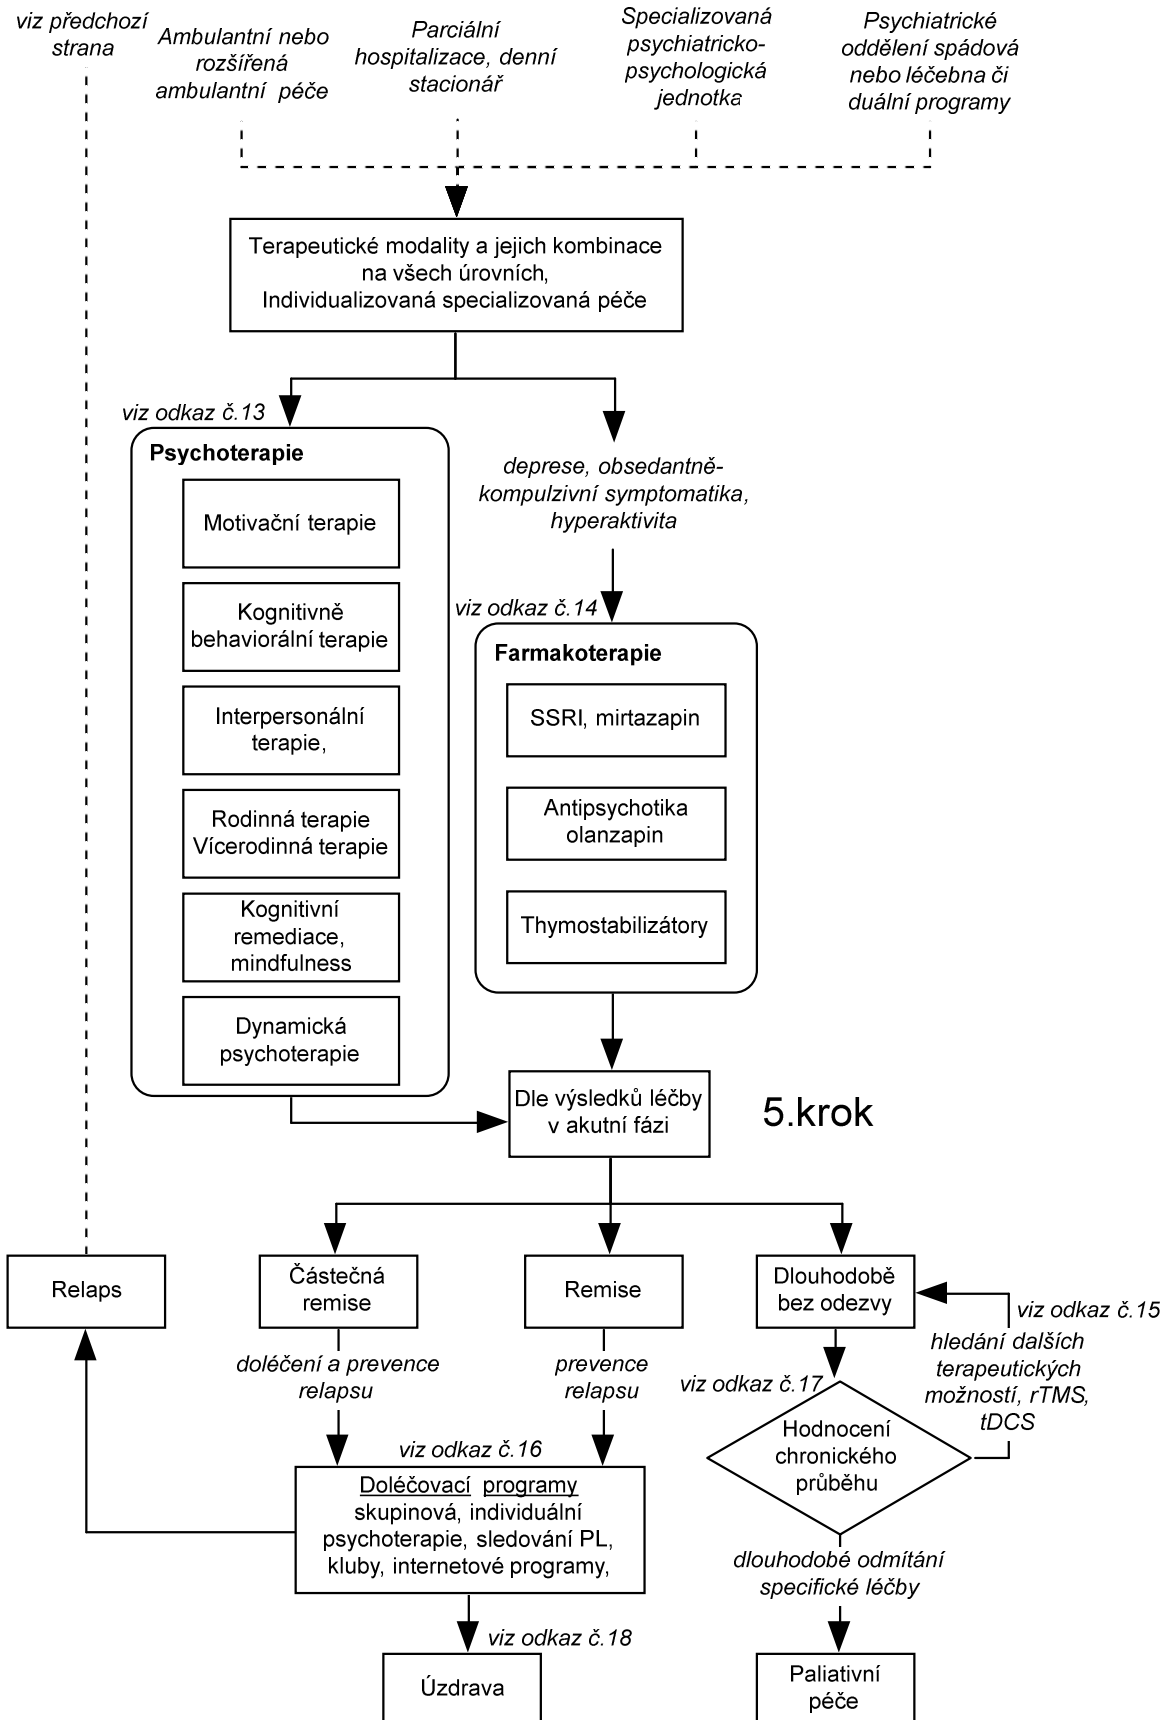 viz předchozí
strana
Ambulantní nebo
rozšířená
ambulantní péče
Parciální
hospitalizace, denní
stacionář
Specializovaná
psychiatricko-
psychologická
jednotka
Psychiatrické
oddělení spádová
nebo léčebna či
duální programy
Terapeutické modality a jejich kombinace
na všech úrovních,
Individualizovaná specializovaná péče
viz odkaz č.13
Psychoterapie
Motivační terapie
Kognitivně
behaviorální terapie
Interpersonální
terapie,
Rodinná terapie
Vícerodinná terapie
Kognitivní
remediace,
mindfulness
Dynamická
psychoterapie
deprese, obsedantně-
kompulzivní symptomatika,
hyperaktivita
viz odkaz č.14
Farmakoterapie
SSRI, mirtazapin
Antipsychotika
olanzapin
Thymostabilizátory
Dle výsledků léčby
v akutní fázi
5.krok
Relaps
Částečná
remise
Remise
Dlouhodobě
bez odezvy
viz odkaz č.15
hledání dalších
terapeutických
možností, rTMS,
tDCS
doléčení a prevence
relapsu
prevence
relapsu
viz odkaz č.17
Hodnocení
chronického
průběhu
viz odkaz č.16
Doléčovací programy
skupinová, individuální
psychoterapie, sledování PL,
kluby, internetové programy,
dlouhodobé odmítání
specifické léčby
viz odkaz č.18
Úzdrava
Paliativní
péče